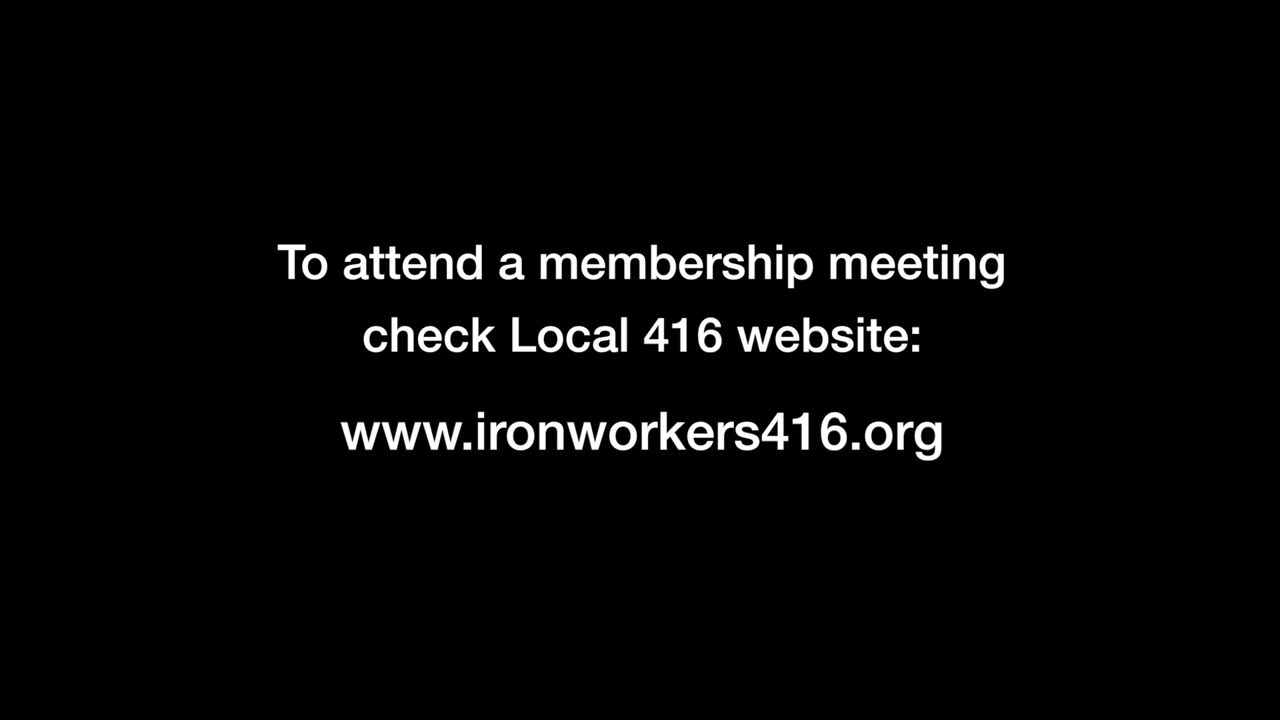 To attend a membership meeting
check Local 416 website:
www.ironworkers416.org